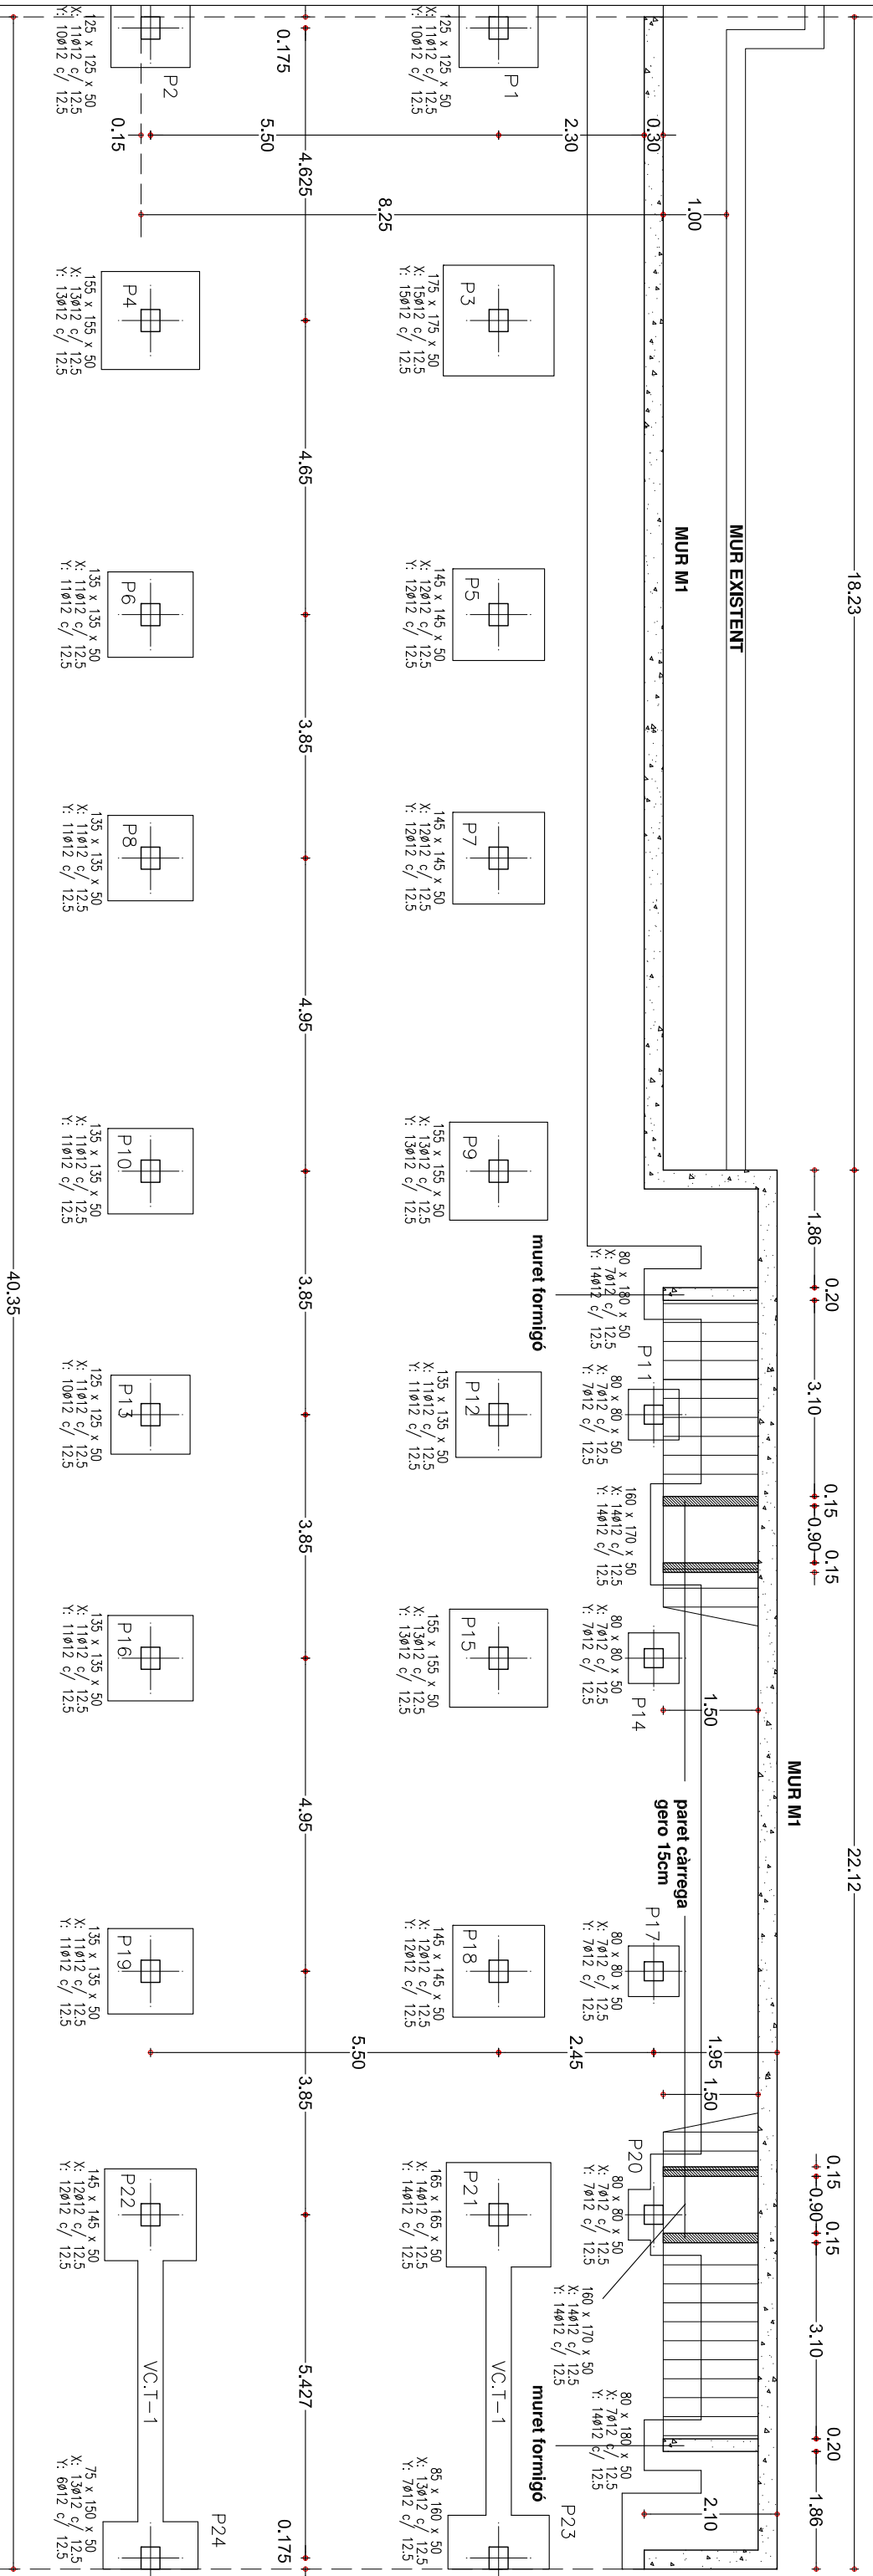 18.23
22.12
1.86
0.20
3.10
0.15
0.90
0.15
0.15
0.90
0.15
3.10
0.20
1.86
MUR EXISTENT
MUR M1
MUR M1
1.00
0.30
2.30
8.25
5.50
0.15
1.50
1.95
1.50
2.45
5.50
2.10
paret càrrega
gero 15cm
muret formigó
muret formigó
80 x 180 x 50
X: 7Ø12 c/ 12.5
Y: 14Ø12 c/ 12.5
P11
80 x 80 x 50
X: 7Ø12 c/ 12.5
Y: 7Ø12 c/ 12.5
160 x 170 x 50
X: 14Ø12 c/ 12.5
Y: 14Ø12 c/ 12.5
80 x 80 x 50
X: 7Ø12 c/ 12.5
Y: 7Ø12 c/ 12.5
P14
P17
80 x 80 x 50
X: 7Ø12 c/ 12.5
Y: 7Ø12 c/ 12.5
P20
80 x 80 x 50
X: 7Ø12 c/ 12.5
Y: 7Ø12 c/ 12.5
160 x 170 x 50
X: 14Ø12 c/ 12.5
Y: 14Ø12 c/ 12.5
80 x 180 x 50
X: 7Ø12 c/ 12.5
Y: 14Ø12 c/ 12.5
P1
125 x 125 x 50
X: 11Ø12 c/ 12.5
Y: 10Ø12 c/ 12.5
P3
175 x 175 x 50
X: 15Ø12 c/ 12.5
Y: 15Ø12 c/ 12.5
P5
145 x 145 x 50
X: 12Ø12 c/ 12.5
Y: 12Ø12 c/ 12.5
P7
145 x 145 x 50
X: 12Ø12 c/ 12.5
Y: 12Ø12 c/ 12.5
P9
155 x 155 x 50
X: 13Ø12 c/ 12.5
Y: 13Ø12 c/ 12.5
P12
135 x 135 x 50
X: 11Ø12 c/ 12.5
Y: 11Ø12 c/ 12.5
P15
155 x 155 x 50
X: 13Ø12 c/ 12.5
Y: 13Ø12 c/ 12.5
P18
145 x 145 x 50
X: 12Ø12 c/ 12.5
Y: 12Ø12 c/ 12.5
P21
165 x 165 x 50
X: 14Ø12 c/ 12.5
Y: 14Ø12 c/ 12.5
VC.T-1
P23
85 x 160 x 50
X: 13Ø12 c/ 12.5
Y: 7Ø12 c/ 12.5
0.175
4.625
4.65
3.85
4.95
3.85
3.85
4.95
3.85
5.427
0.175
P2
125 x 125 x 50
X: 11Ø12 c/ 12.5
Y: 10Ø12 c/ 12.5
P4
155 x 155 x 50
X: 13Ø12 c/ 12.5
Y: 13Ø12 c/ 12.5
P6
135 x 135 x 50
X: 11Ø12 c/ 12.5
Y: 11Ø12 c/ 12.5
P8
135 x 135 x 50
X: 11Ø12 c/ 12.5
Y: 11Ø12 c/ 12.5
P10
135 x 135 x 50
X: 11Ø12 c/ 12.5
Y: 11Ø12 c/ 12.5
P13
125 x 125 x 50
X: 11Ø12 c/ 12.5
Y: 10Ø12 c/ 12.5
P16
135 x 135 x 50
X: 11Ø12 c/ 12.5
Y: 11Ø12 c/ 12.5
P19
135 x 135 x 50
X: 11Ø12 c/ 12.5
Y: 11Ø12 c/ 12.5
P22
145 x 145 x 50
X: 12Ø12 c/ 12.5
Y: 12Ø12 c/ 12.5
VC.T-1
P24
75 x 150 x 50
X: 13Ø12 c/ 12.5
Y: 6Ø12 c/ 12.5
40.35